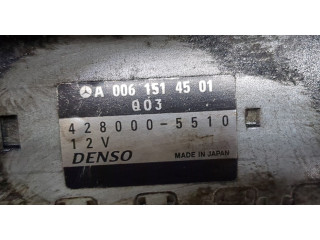 A 006 151 45 01
Q03
428000-5510
12V
DENSO MADE IN JAPAN